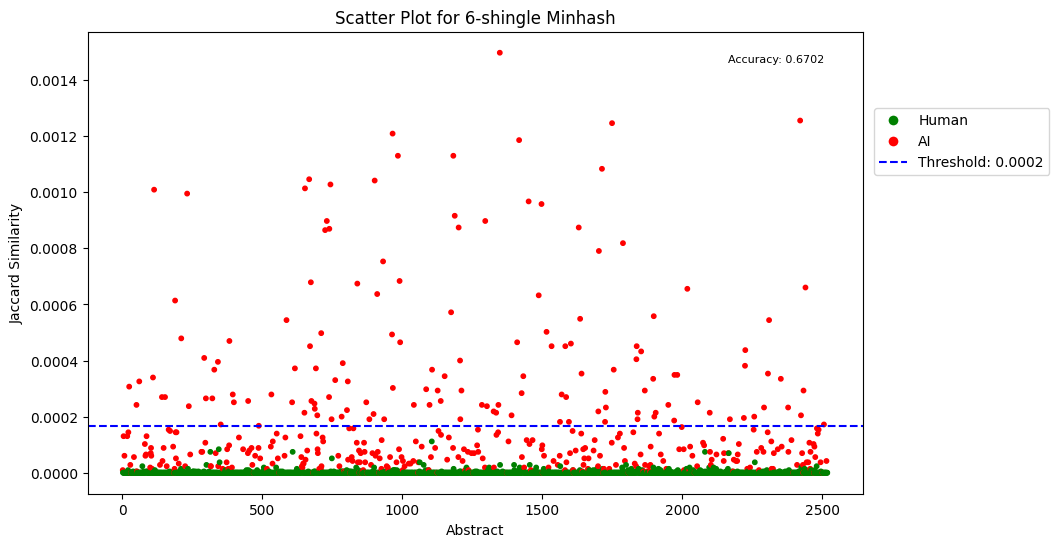 Scatter Plot for 6-shingle Minhash
Accuracy: 0.6702
Human
AI
Threshold: 0.0002
Jaccard Similarity
0.0014
0.0012
0.0010
0.0008
0.0006
0.0004
0.0002
0.0000
0 500 1000 1500 2000 2500
Abstract